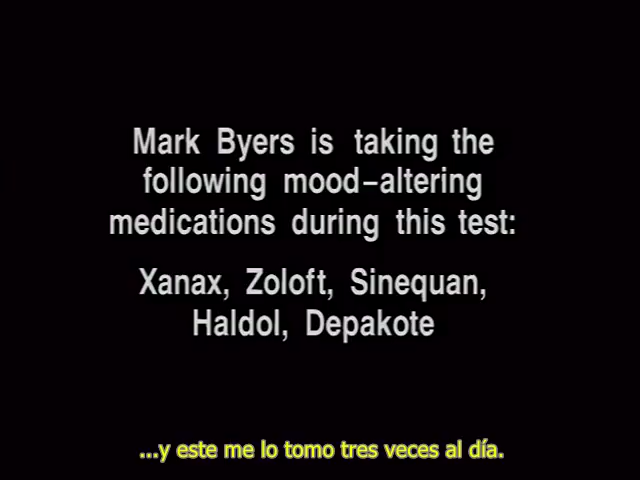 Mark Byers is taking the
following mood-altering
medications during this test:
Xanax, Zoloft, Sinequan,
Haldol, Depakote
...y este me lo tomo tres veces al día.